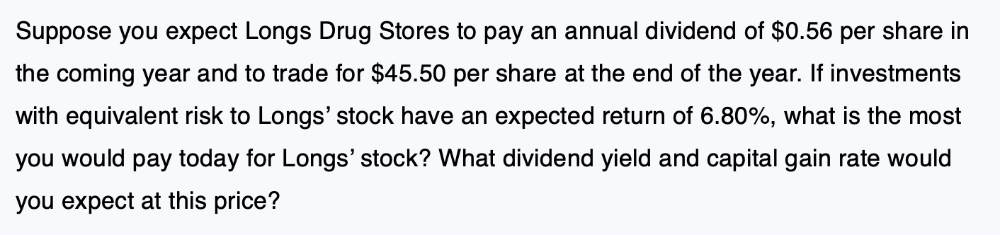 Suppose you expect Longs Drug Stores to pay an annual dividend of $0.56 per share in
the coming year and to trade for $45.50 per share at the end of the year. If investments
with equivalent risk to Longs’ stock have an expected return of 6.80%, what is the most
you would pay today for Longs’ stock? What dividend yield and capital gain rate would
you expect at this price?